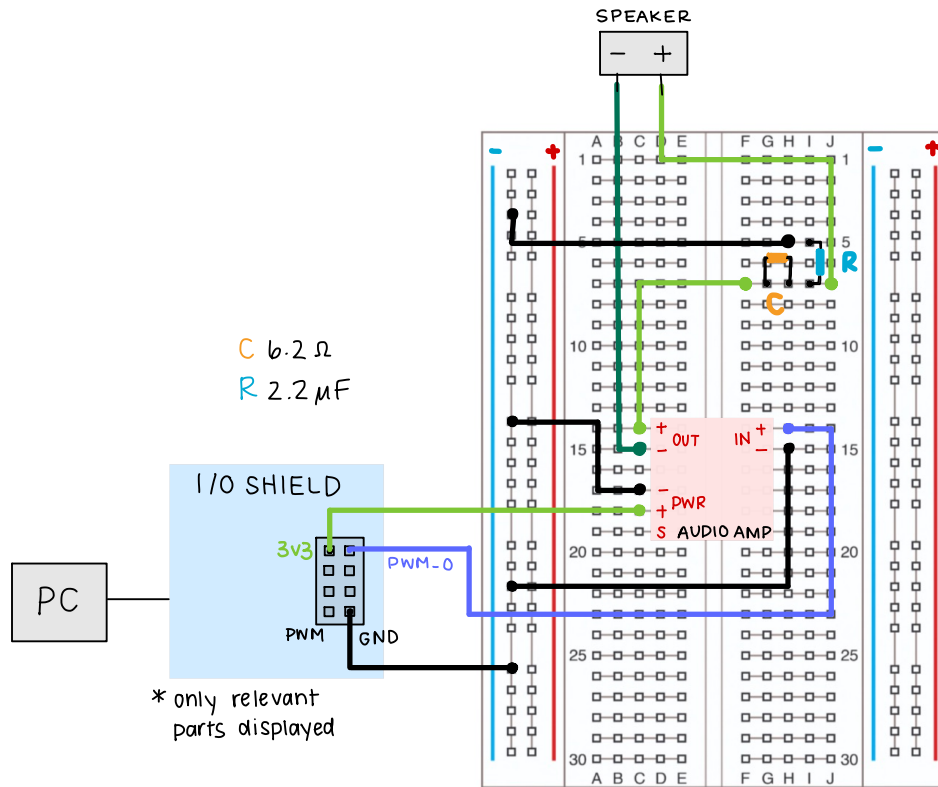 SPEAKER
- +
A B C D E F G H I J
- + - +
1 1
5 5
R
C
10 10
C 6.2 Ω
R 2.2 μF
15 15
+ OUT IN +
- -
- PWR
+
S AUDIO AMP
I/O SHIELD
3v3
PWM_0
20 20
PC
PWM GND
25 25
* only relevant
parts displayed
30 30
A B C D E F G H I J